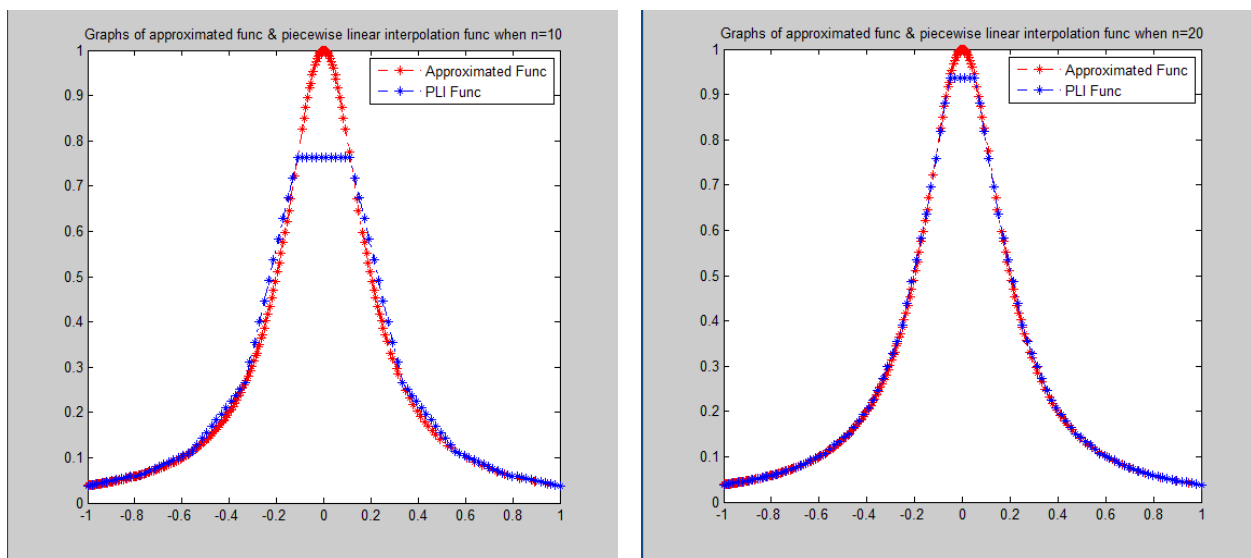 Graphs of approximated func & piecewise linear interpolation func when n=10
1
0.9
0.8
0.7
0.6
0.5
0.4
0.3
0.2
0.1
0
-1 -0.8 -0.6 -0.4 -0.2 0 0.2 0.4 0.6 0.8 1
Approximated Func
PLI Func
Graphs of approximated func & piecewise linear interpolation func when n=20
1
0.9
0.8
0.7
0.6
0.5
0.4
0.3
0.2
0.1
0
-1 -0.8 -0.6 -0.4 -0.2 0 0.2 0.4 0.6 0.8 1
Approximated Func
PLI Func